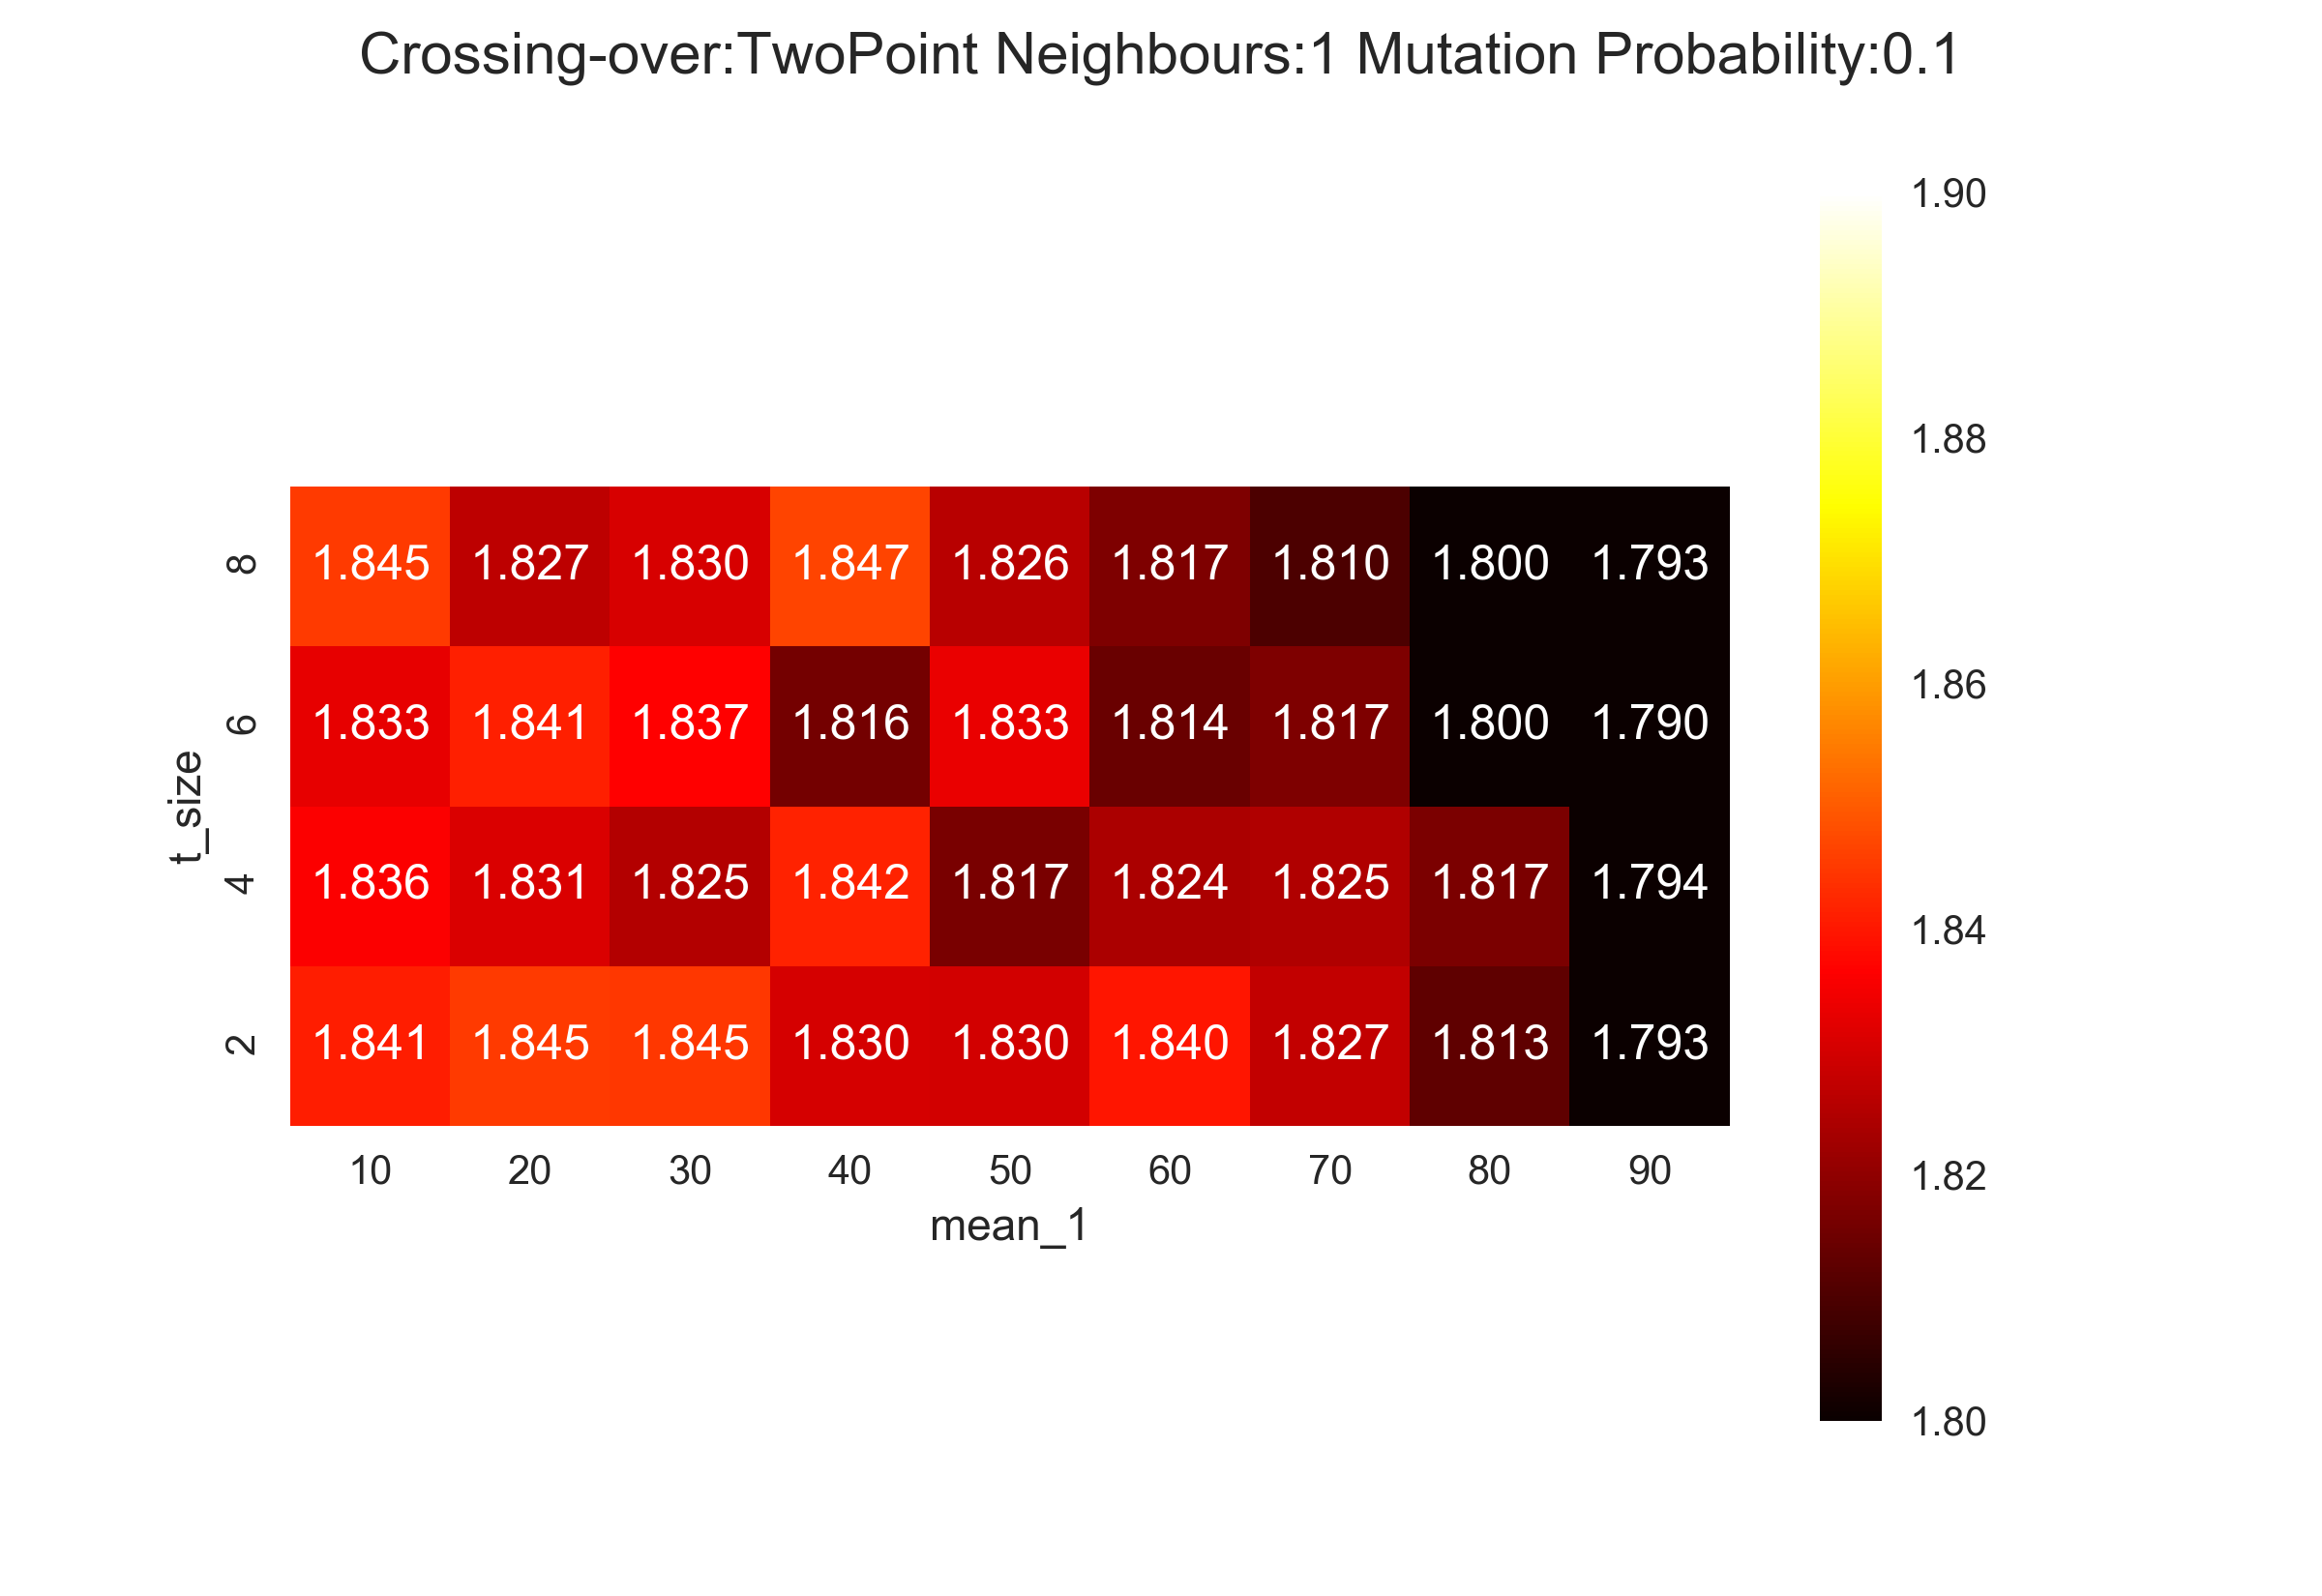 Crossing-over:TwoPoint Neighbours:1 Mutation Probability:0.1
1.90
1.88
1.86
1.84
1.82
1.80
t_size
8 1.845 1.827 1.830 1.847 1.826 1.817 1.810 1.800 1.793
6 1.833 1.841 1.837 1.816 1.833 1.814 1.817 1.800 1.790
4 1.836 1.831 1.825 1.842 1.817 1.824 1.825 1.817 1.794
2 1.841 1.845 1.845 1.830 1.830 1.840 1.827 1.813 1.793
10 20 30 40 50 60 70 80 90
mean_1